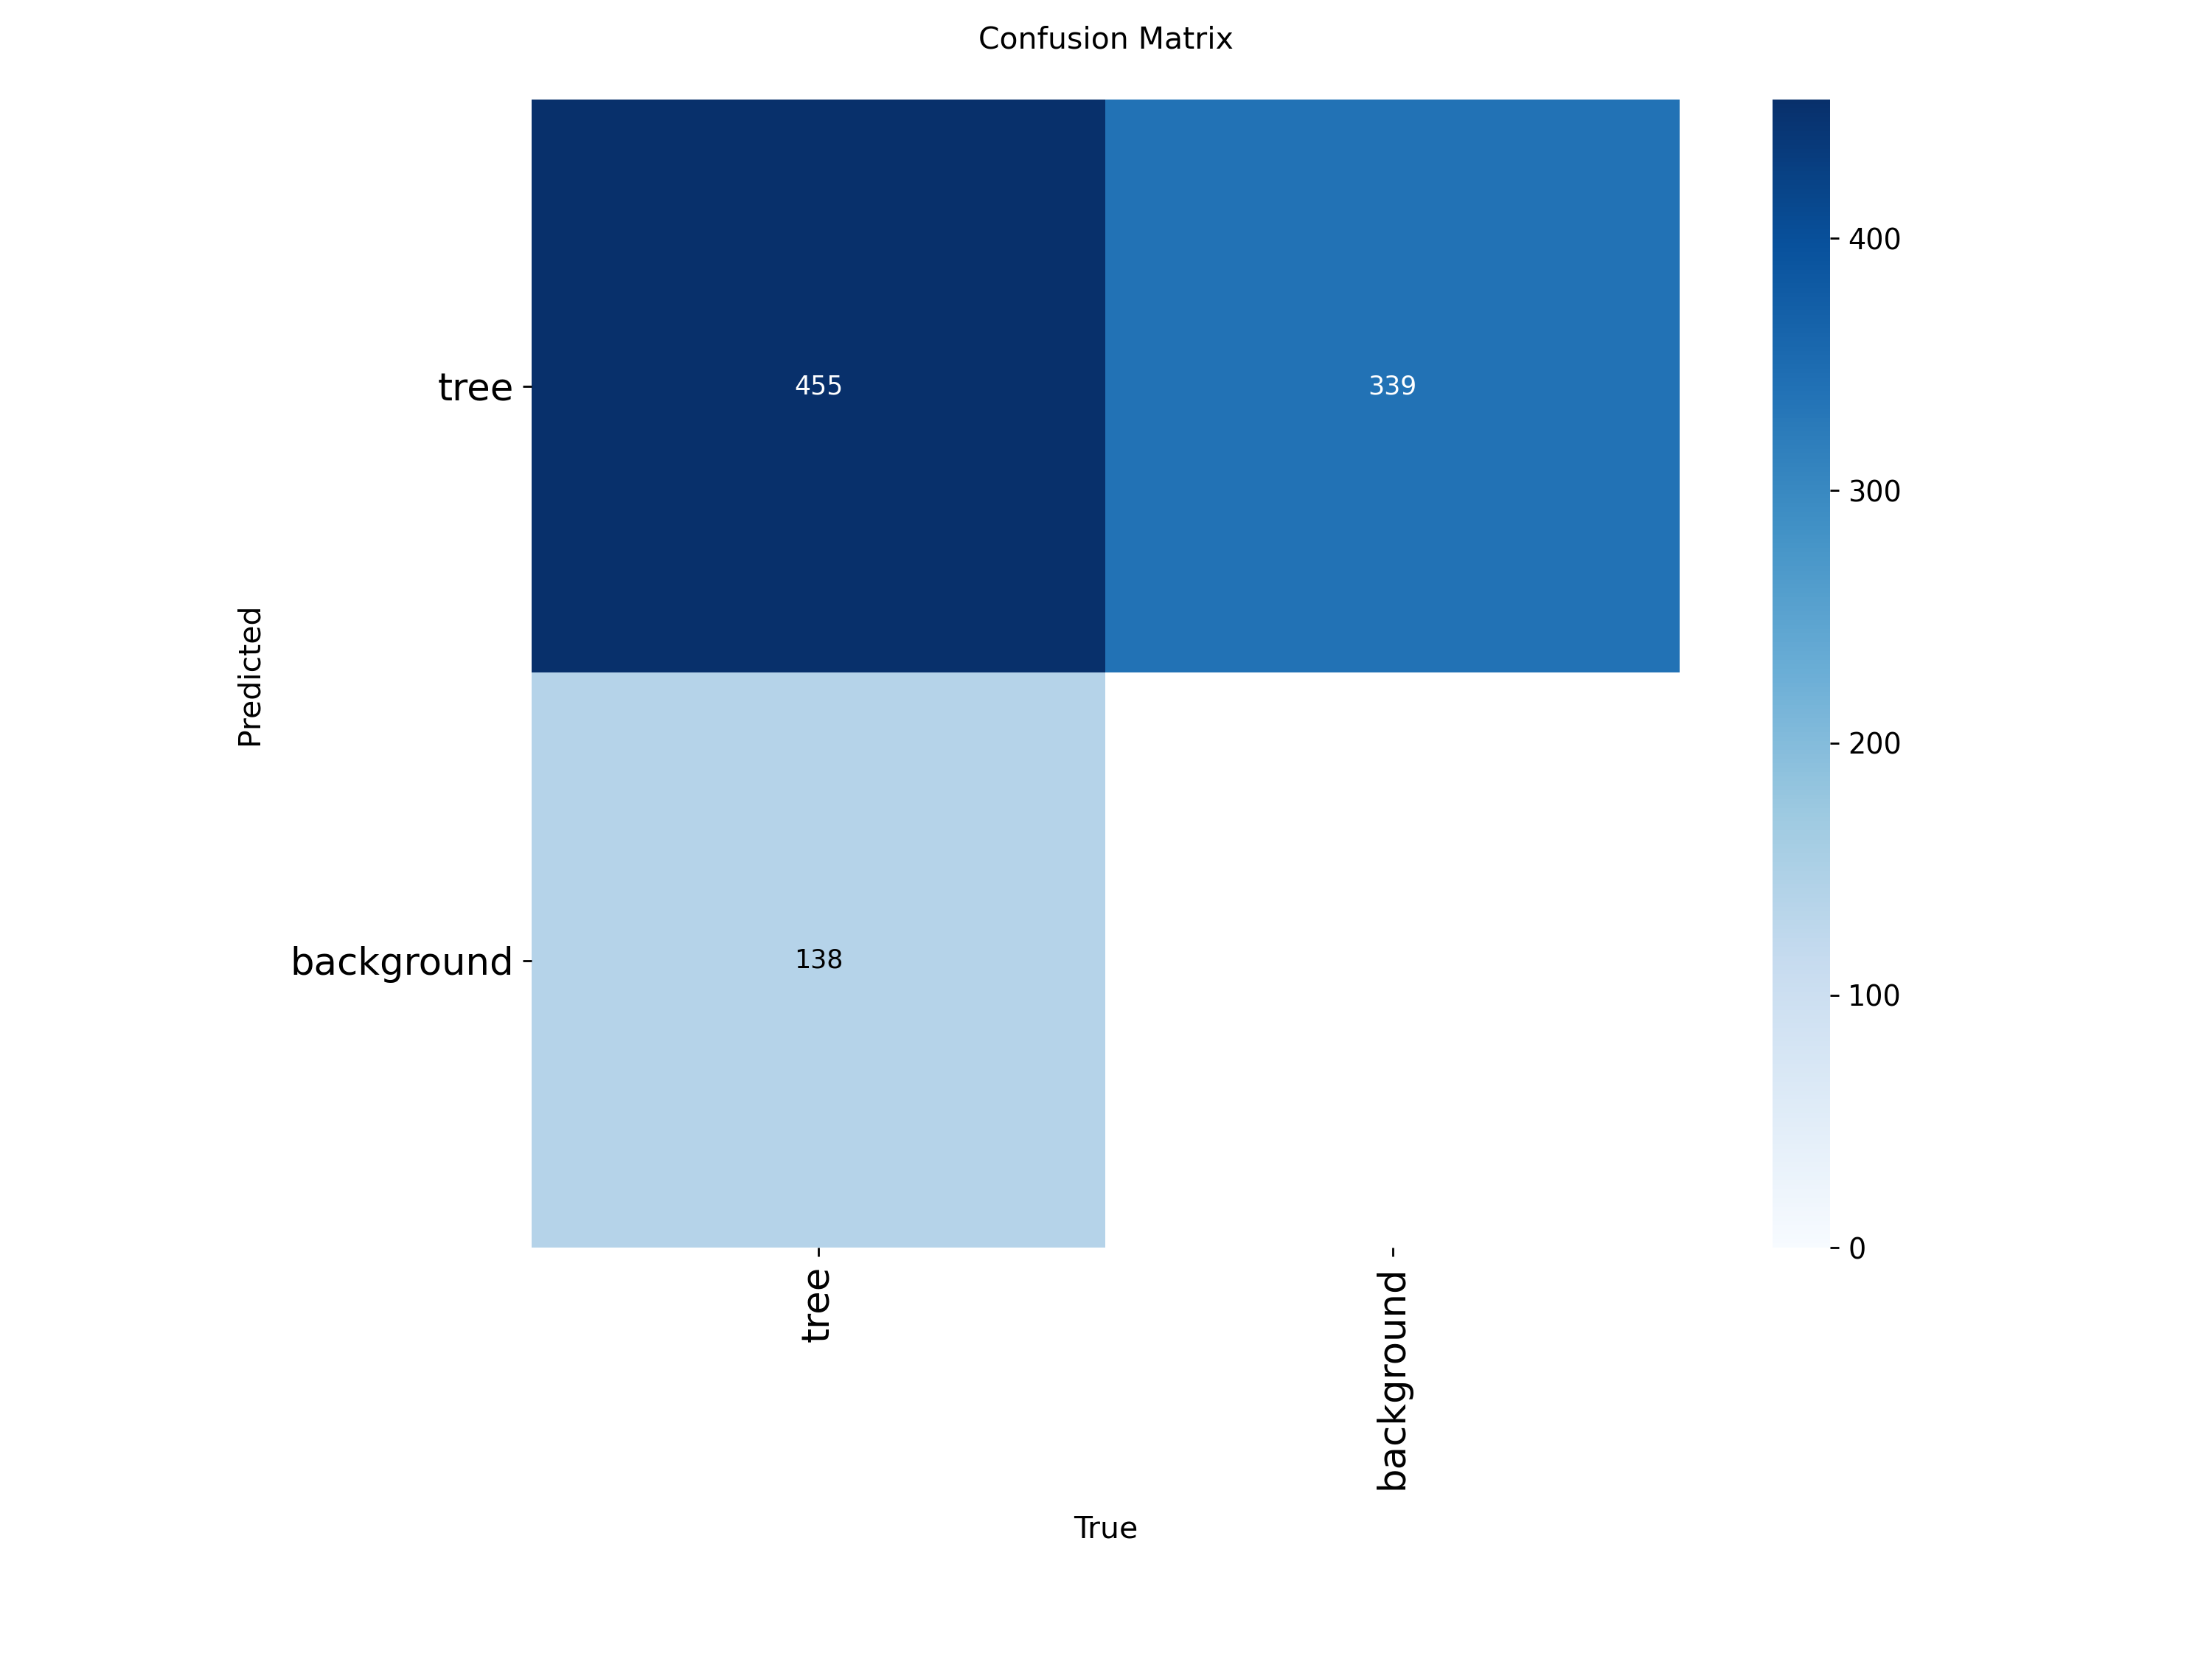 Confusion Matrix
tree
455
339
400
300
Predicted
200
background
138
100
0
tree
background
True